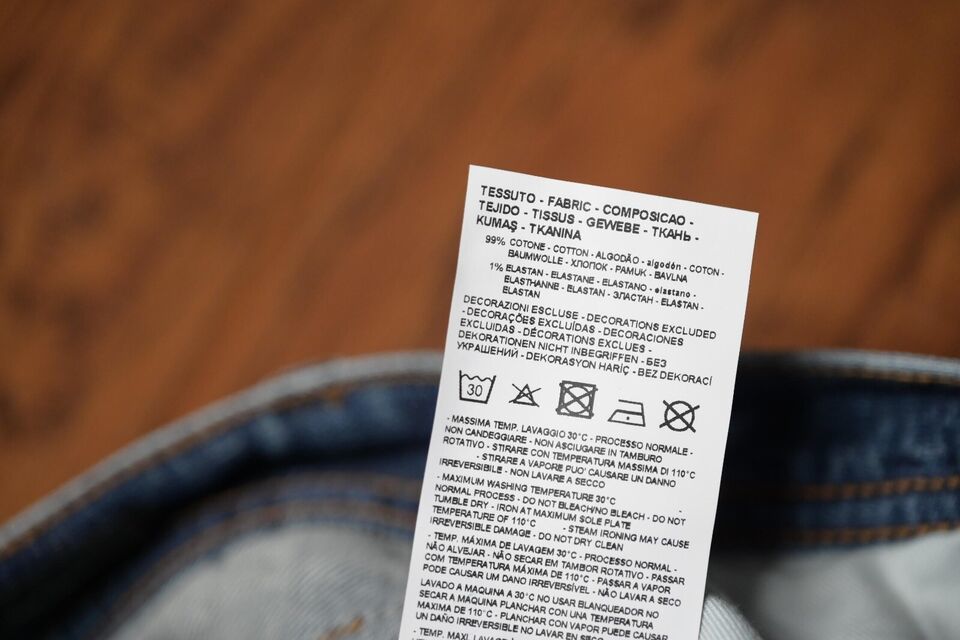 TESSUTO - FABRIC - COMPOSICAO -
TEJIDO - TISSUS - GEWEBE - ТКАНЬ -
KUMAŞ - TKANINA
99% COTONE - COTTON - ALGODÃO - algodón - COTON -
BAUMWOLLE - ХЛОПОК - PAMUK - BAVLNA
1% ELASTAN - ELASTANE - ELASTANO - elastano -
ELASTHANNE - ELASTAN - ЭЛАСТАН - ELASTAN -
ELASTAN
DECORAZIONI ESCLUSE - DECORATIONS EXCLUDED
- DECORAÇÕES EXCLUÍDAS - DECORACIONES
EXCLUIDAS - DÉCORATIONS EXCLUES -
DEKORATIONEN NICHT INBEGRIFFEN - БЕЗ
УКРАШЕНИЙ - DEKORASYON HARİÇ - BEZ DEKORACÍ
30
- MASSIMA TEMP. LAVAGGIO 30°C - PROCESSO NORMALE -
NON CANDEGGIARE - NON ASCIUGARE IN TAMBURO
ROTATIVO - STIRARE CON TEMPERATURA MASSIMA DI 110°C
- STIRARE A VAPORE PUO' CAUSARE UN DANNO
IRREVERSIBILE - NON LAVARE A SECCO
- MAXIMUM WASHING TEMPERATURE 30°C -
NORMAL PROCESS - DO NOT BLEACH/NO BLEACH - DO NOT
TUMBLE DRY - IRON AT MAXIMUM SOLE PLATE
TEMPERATURE OF 110°C - STEAM IRONING MAY CAUSE
IRREVERSIBLE DAMAGE - DO NOT DRY CLEAN
- TEMP. MÁXIMA DE LAVAGEM 30°C - PROCESSO NORMAL -
NÃO ALVEJAR - NÃO SECAR EM TAMBOR ROTATIVO - PASSAR
COM TEMPERATURA MÁXIMA DE 110°C - PASSAR A VAPOR
PODE CAUSAR UM DANO IRREVERSÍVEL - NÃO LAVAR A SECO
LAVADO A MAQUINA A 30°C NO USAR BLANQUEADOR NO
SECAR A MAQUINA PLANCHAR CON UNA TEMPERATURA
MAXIMA DE 110°C - PLANCHAR CON VAPOR PUEDE CAUSAR
UN DAÑO IRREVERSIBLE NO LAVAR EN SECO
- TEMP. MAXI. LAVAGE